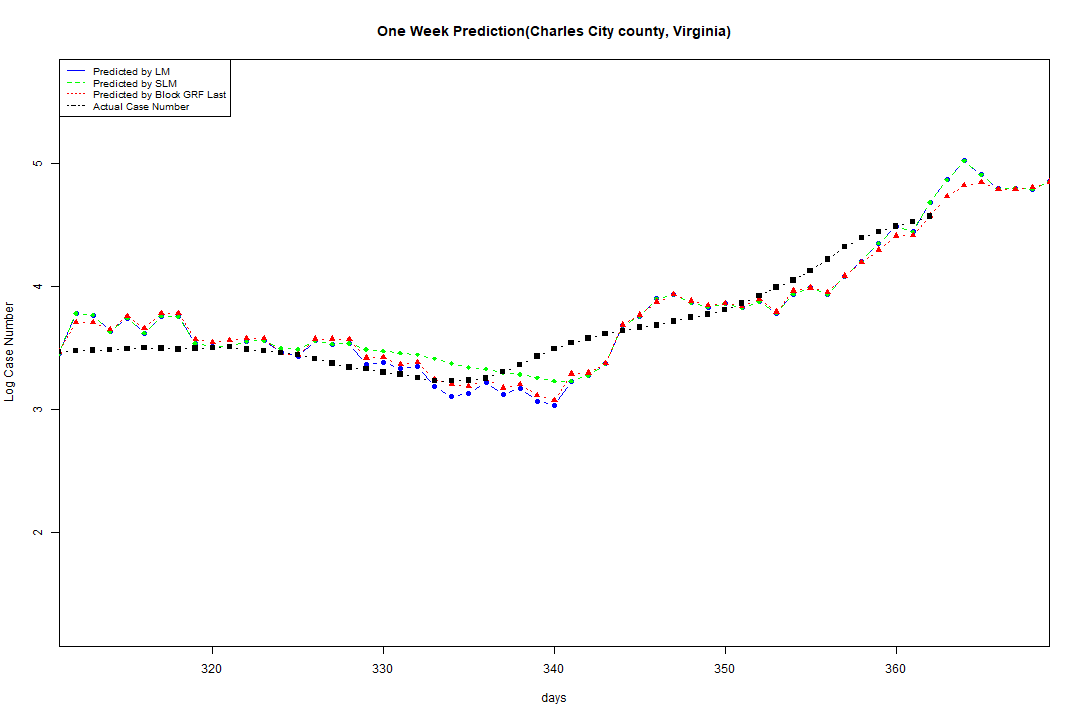 One Week Prediction(Charles City county, Virginia)
Predicted by LM
Predicted by SLM
Predicted by Block GRF Last
Actual Case Number
5
4
3
2
Log Case Number
320 330 340 350 360
days